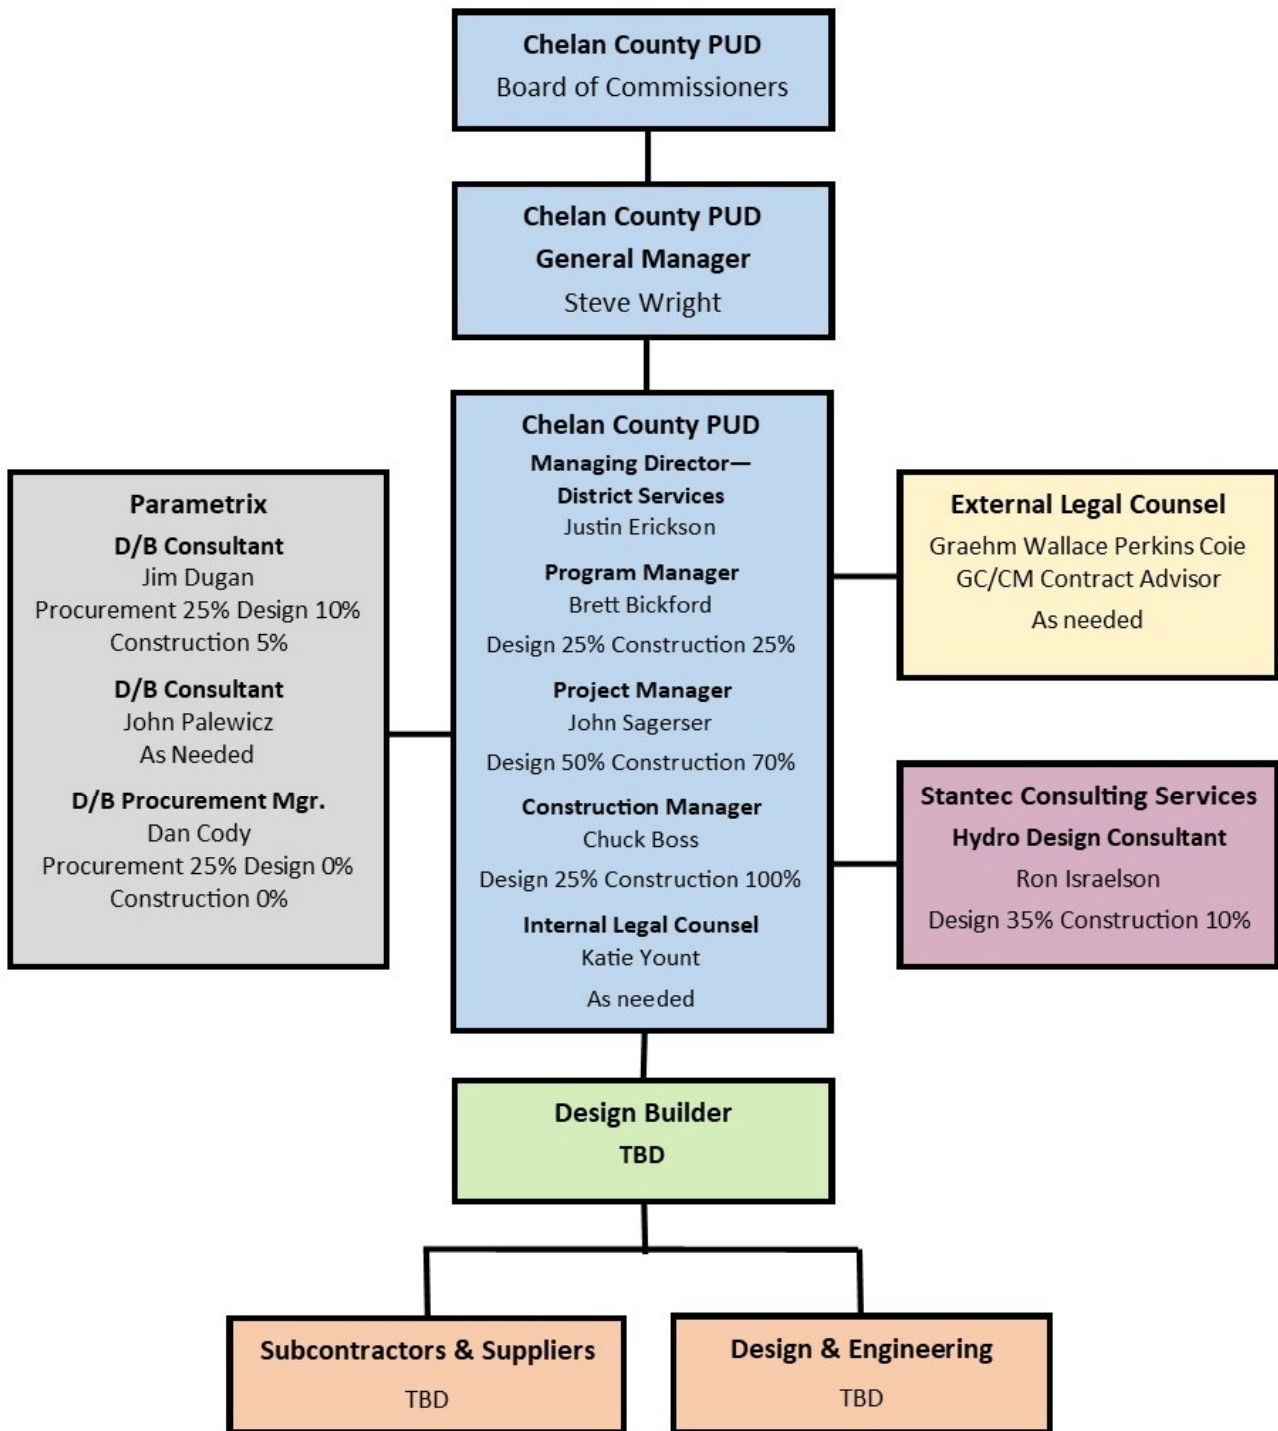 Chelan County PUD
Board of Commissioners
Chelan County PUD
General Manager
Steve Wright
Chelan County PUD
Managing Director—
District Services
Justin Erickson
Program Manager
Brett Bickford
Design 25% Construction 25%
Project Manager
John Sagerser
Design 50% Construction 70%
Construction Manager
Chuck Boss
Design 25% Construction 100%
Internal Legal Counsel
Katie Yount
As needed
Parametrix
D/B Consultant
Jim Dugan
Procurement 25% Design 10%
Construction 5%
D/B Consultant
John Palewicz
As Needed
D/B Procurement Mgr.
Dan Cody
Procurement 25% Design 0%
Construction 0%
External Legal Counsel
Graehm Wallace Perkins Coie
GC/CM Contract Advisor
As needed
Stantec Consulting Services
Hydro Design Consultant
Ron Israelson
Design 35% Construction 10%
Design Builder
TBD
Subcontractors & Suppliers
TBD
Design & Engineering
TBD